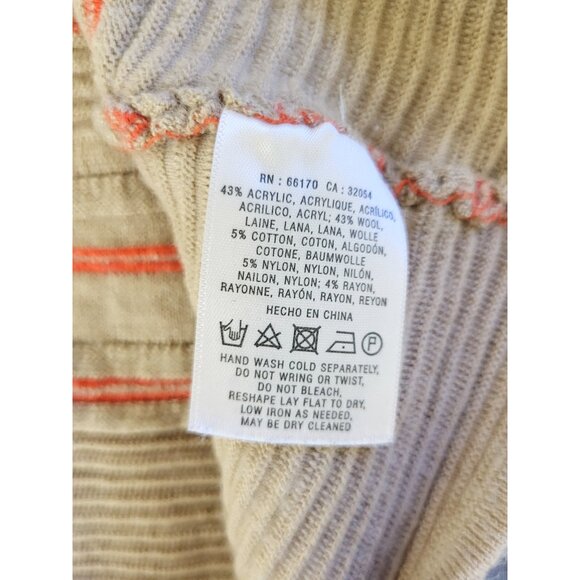 RN : 66170 CA : 32054
43% ACRYLIC, ACRYLIQUE, ACRÍLICO,
ACRILICO, ACRYL; 43% WOOL,
LAINE, LANA, LANA, WOLLE
5% COTTON, COTON, ALGODÓN,
COTONE, BAUMWOLLE
5% NYLON, NYLON, NILÓN,
NAILON, NYLON; 4% RAYON,
RAYONNE, RAYÓN, RAYON, REYON
HECHO EN CHINA
P
HAND WASH COLD SEPARATELY,
DO NOT WRING OR TWIST,
DO NOT BLEACH,
RESHAPE LAY FLAT TO DRY,
LOW IRON AS NEEDED,
MAY BE DRY CLEANED